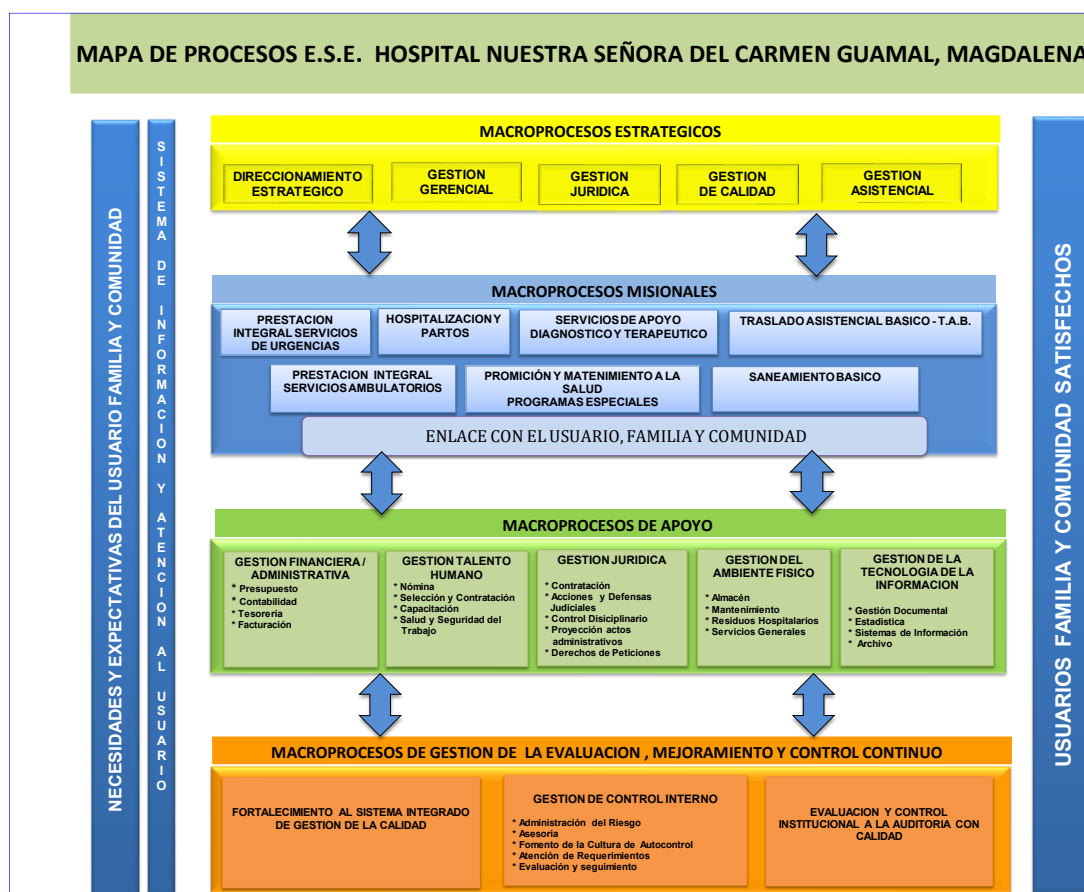 MAPA DE PROCESOS E.S.E. HOSPITAL NUESTRA SEÑORA DEL CARMEN GUAMAL, MAGDALENA
NECESIDADES Y EXPECTATIVAS DEL USUARIO FAMILIA Y COMUNIDAD
SISTEMA DE INFORMACION Y ATENCION AL USUARIO
MACROPROCESOS ESTRATEGICOS
DIRECCIONAMIENTO
ESTRATEGICO
GESTION
GERENCIAL
GESTION
JURIDICA
GESTION
DE CALIDAD
GESTION
ASISTENCIAL
MACROPROCESOS MISIONALES
PRESTACION
INTEGRAL SERVICIOS
DE URGENCIAS
HOSPITALIZACION Y
PARTOS
SERVICIOS DE APOYO
DIAGNOSTICO Y TERAPEUTICO
TRASLADO ASISTENCIAL BASICO - T.A.B.
PRESTACION INTEGRAL
SERVICIOS AMBULATORIOS
PROMICIÓN Y MATENIMIENTO A LA
SALUD
PROGRAMAS ESPECIALES
SANEAMIENTO BASICO
ENLACE CON EL USUARIO, FAMILIA Y COMUNIDAD
MACROPROCESOS DE APOYO
GESTION FINANCIERA /
ADMINISTRATIVA
* Presupuesto
* Contabilidad
* Tesorería
* Facturación
GESTION TALENTO
HUMANO
* Nómina
* Selección y Contratación
* Capacitación
* Salud y Seguridad del
Trabajo
GESTION JURIDICA
* Contratación
* Acciones y Defensas
Judiciales
* Control Disiciplinario
* Proyección actos
administrativos
* Derechos de Peticiones
GESTION DEL
AMBIENTE FISICO
* Almacén
* Mantenimiento
* Residuos Hospitalarios
* Servicios Generales
GESTION DE LA
TECNOLOGIA DE LA
INFORMACION
* Gestión Documental
* Estadistica
* Sistemas de Información
* Archivo
MACROPROCESOS DE GESTION DE LA EVALUACION , MEJORAMIENTO Y CONTROL CONTINUO
FORTALECIMIENTO AL SISTEMA INTEGRADO
DE GESTION DE LA CALIDAD
GESTION DE CONTROL INTERNO
* Administración del Riesgo
* Asesoria
* Fomento de la Cultura de Autocontrol
* Atención de Requerimientos
* Evaluación y seguimiento
EVALUACION Y CONTROL
INSTITUCIONAL A LA AUDITORIA CON
CALIDAD
USUARIOS FAMILIA Y COMUNIDAD SATISFECHOS